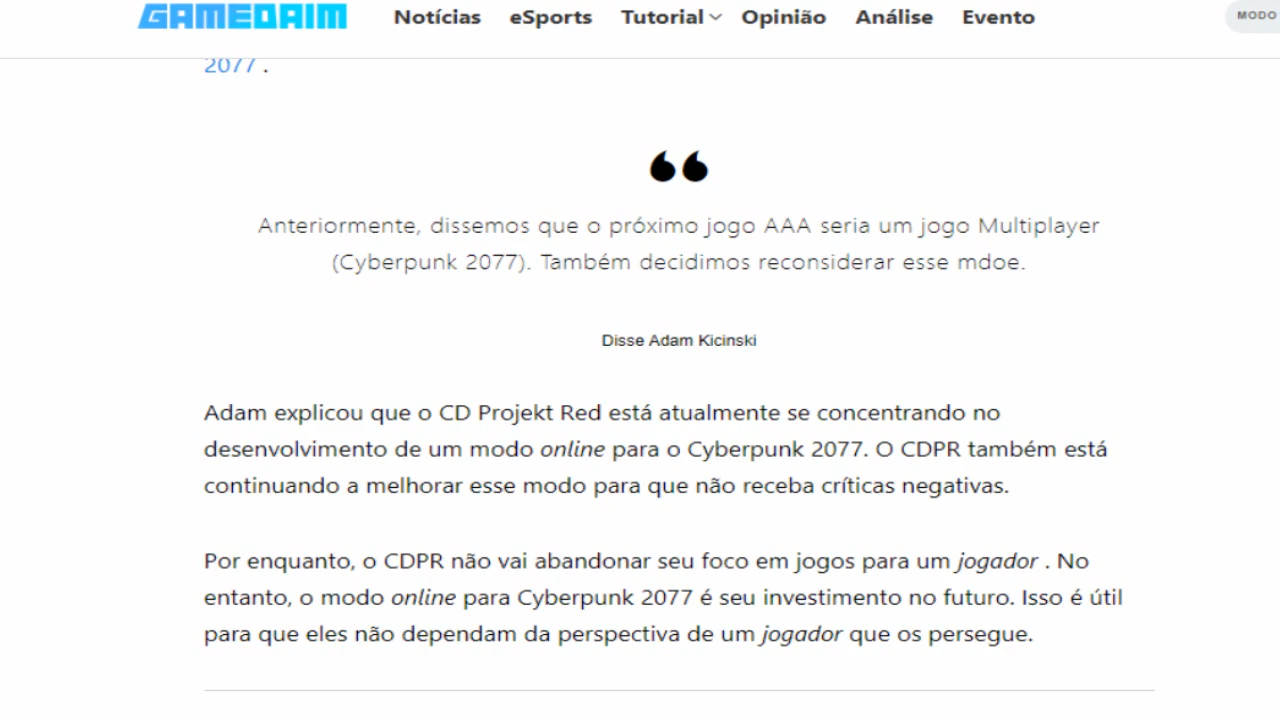 GAMEDAIM Notícias eSports Tutorial Opinião Análise Evento MODO
2077 .
Anteriormente, dissemos que o próximo jogo AAA seria um jogo Multiplayer
(Cyberpunk 2077). Também decidimos reconsiderar esse mdoe.
Disse Adam Kicinski
Adam explicou que o CD Projekt Red está atualmente se concentrando no
desenvolvimento de um modo online para o Cyberpunk 2077. O CDPR também está
continuando a melhorar esse modo para que não receba críticas negativas.
Por enquanto, o CDPR não vai abandonar seu foco em jogos para um jogador . No
entanto, o modo online para Cyberpunk 2077 é seu investimento no futuro. Isso é útil
para que eles não dependam da perspectiva de um jogador que os persegue.